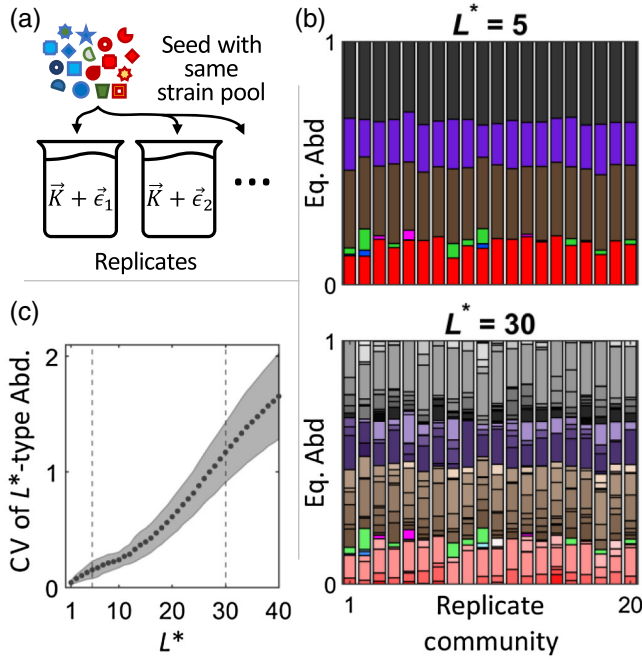 (a)
Seed with
same
strain pool
K⃗ + ϵ⃗₁
K⃗ + ϵ⃗₂
...
Replicates
(b)
L* = 5
1
Eq. Abd
0
L* = 30
1
Eq. Abd
0
1
Replicate
20
community
(c)
2
CV of L*-type Abd.
1
0
1
10
20
30
40
L*